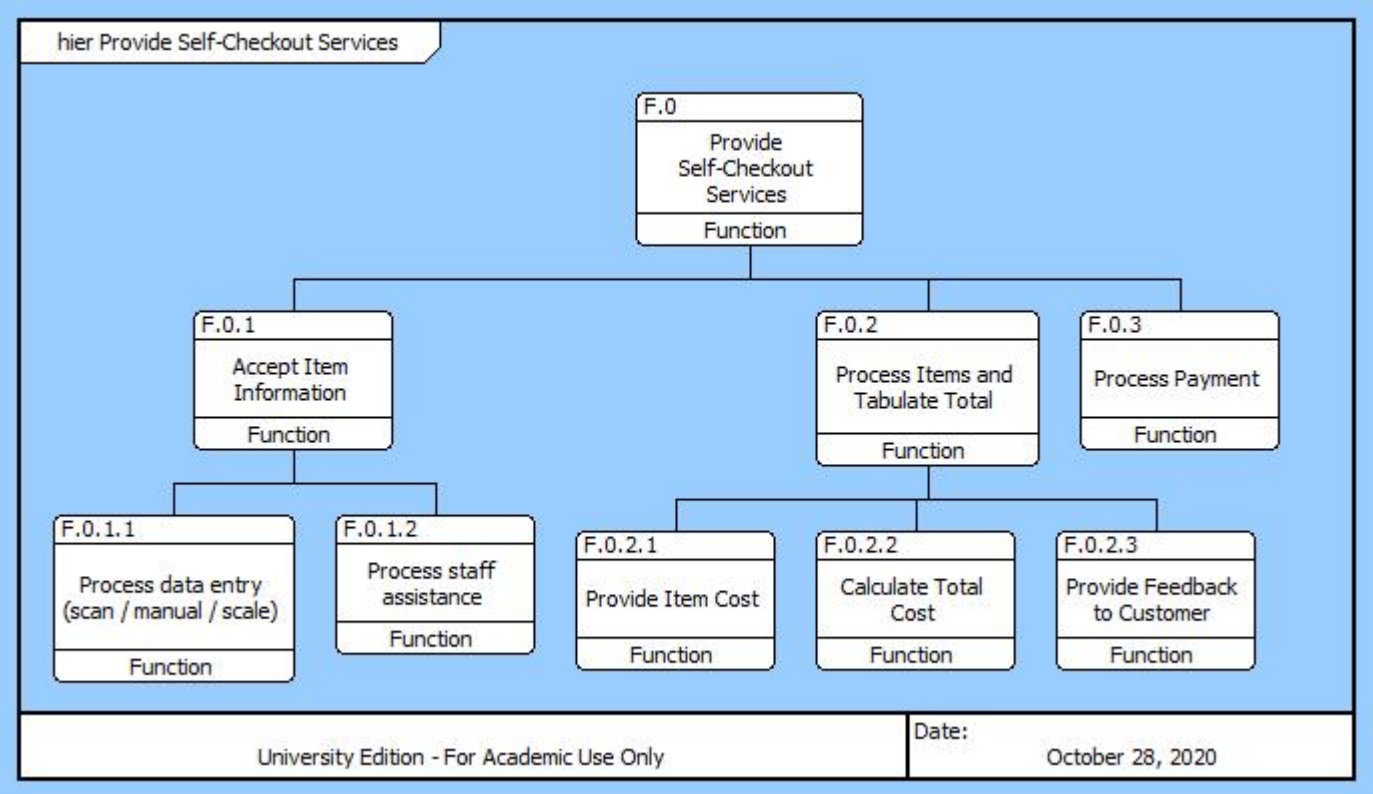 hier Provide Self-Checkout Services
F.0
Provide
Self-Checkout
Services
Function
F.0.1
Accept Item
Information
Function
F.0.2
Process Items and
Tabulate Total
Function
F.0.3
Process Payment
Function
F.0.1.1
Process data entry
(scan / manual / scale)
Function
F.0.1.2
Process staff
assistance
Function
F.0.2.1
Provide Item Cost
Function
F.0.2.2
Calculate Total
Cost
Function
F.0.2.3
Provide Feedback
to Customer
Function
University Edition - For Academic Use Only
Date:
October 28, 2020